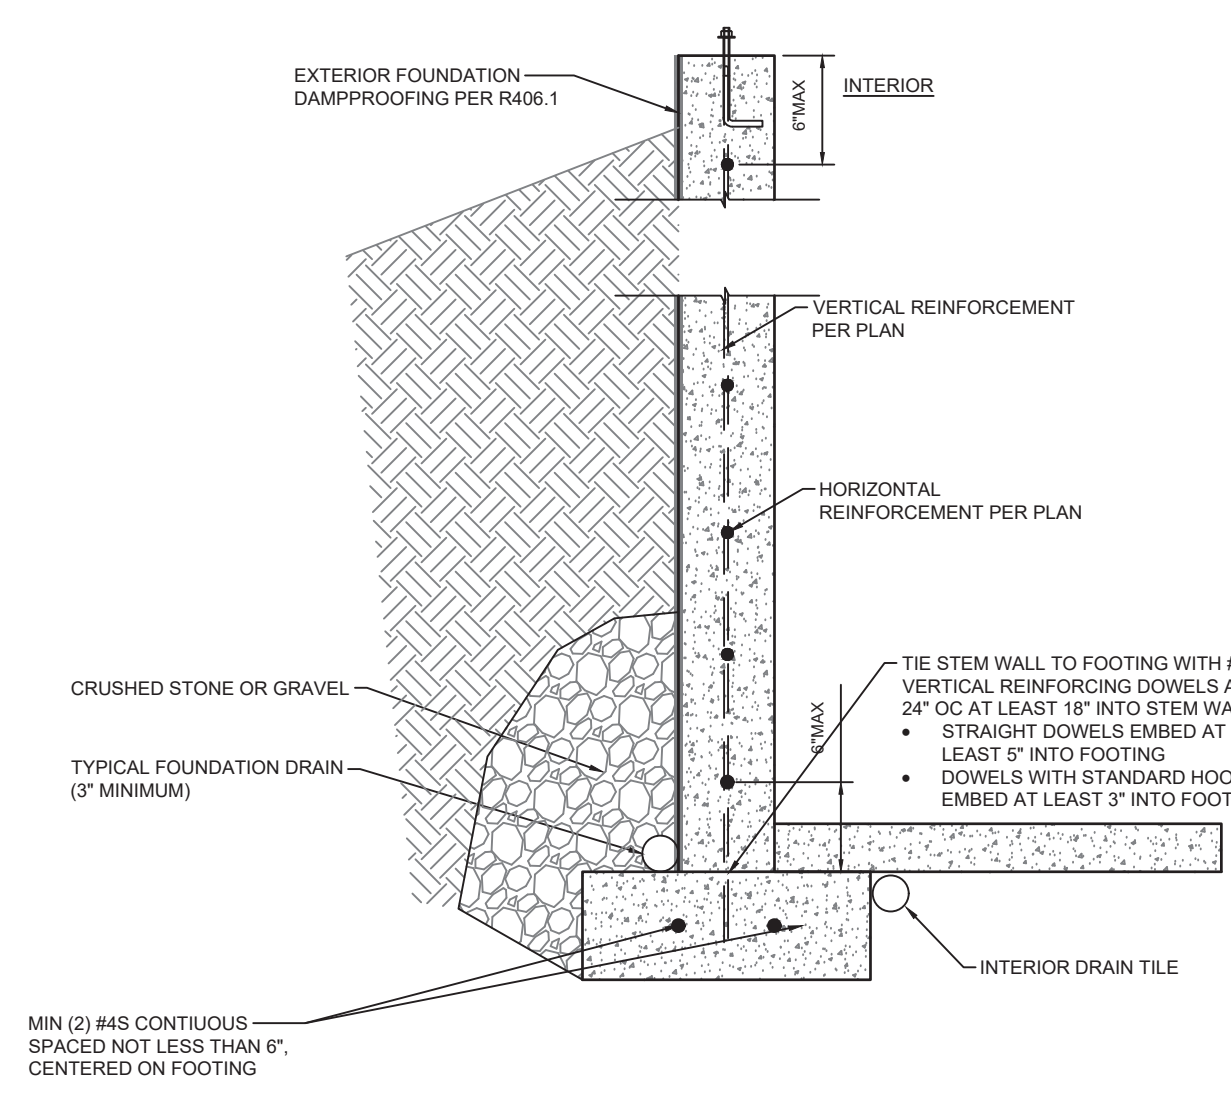 EXTERIOR FOUNDATION
DAMPPROOFING PER R406.1
6"MAX
INTERIOR
VERTICAL REINFORCEMENT
PER PLAN
HORIZONTAL
REINFORCEMENT PER PLAN
TIE STEM WALL TO FOOTING WITH #
VERTICAL REINFORCING DOWELS A
24" OC AT LEAST 18" INTO STEM WA
• STRAIGHT DOWELS EMBED AT
LEAST 5" INTO FOOTING
• DOWELS WITH STANDARD HOO
EMBED AT LEAST 3" INTO FOOT
6"MAX
CRUSHED STONE OR GRAVEL
TYPICAL FOUNDATION DRAIN
(3" MINIMUM)
INTERIOR DRAIN TILE
MIN (2) #4S CONTIUOUS
SPACED NOT LESS THAN 6",
CENTERED ON FOOTING